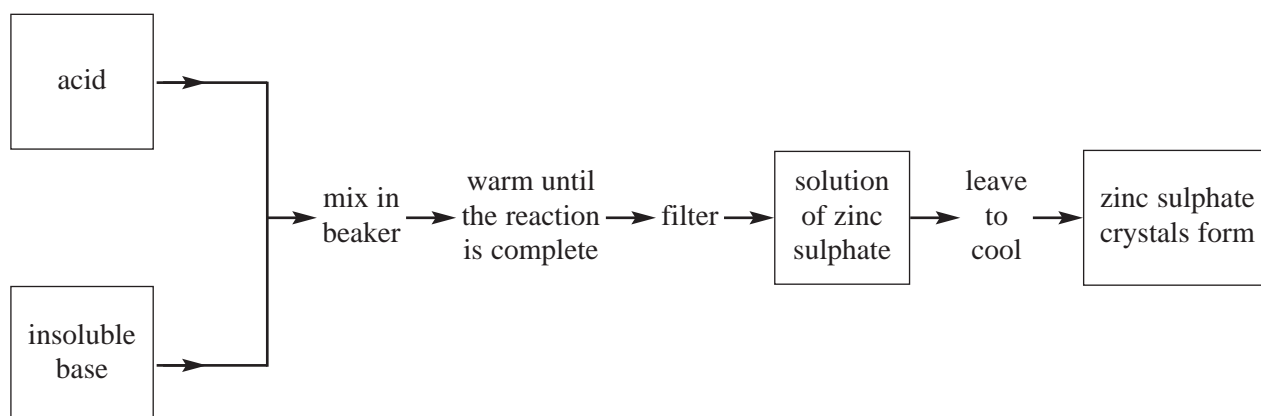 acid
insoluble
base
mix in
beaker
warm until
the reaction
is complete
filter
solution
of zinc
sulphate
leave
to
cool
zinc sulphate
crystals form